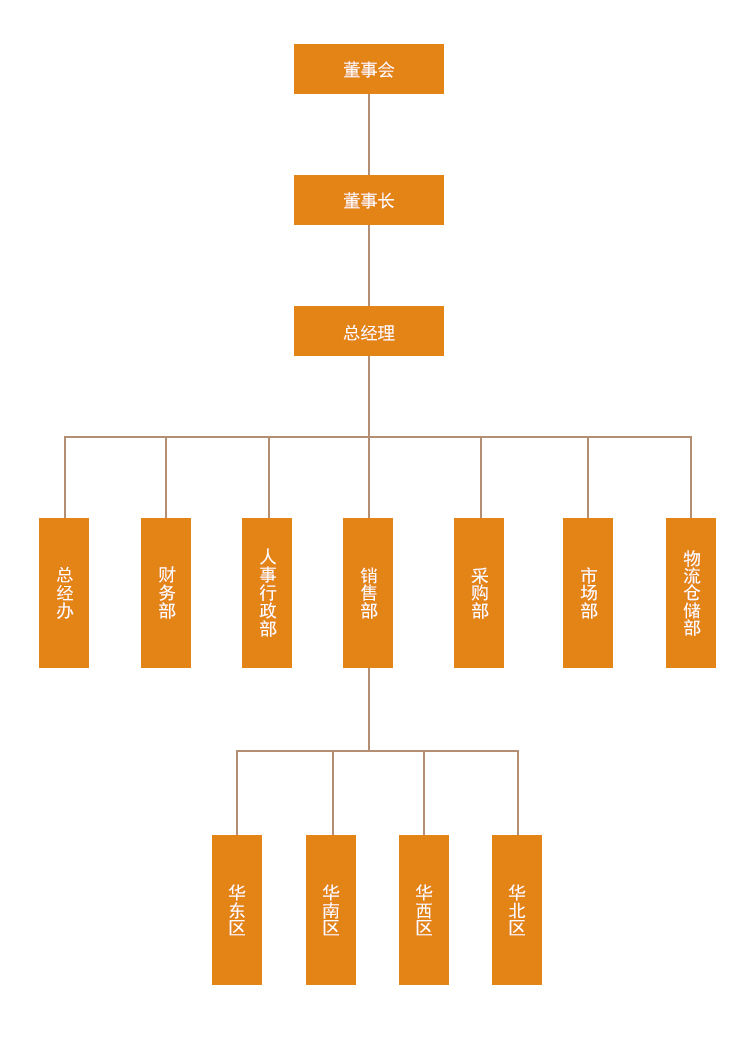 董事会
董事长
总经理
总经办
财务部
人事行政部
销售部
采购部
市场部
物流仓储部
华东区
华南区
华西区
华北区